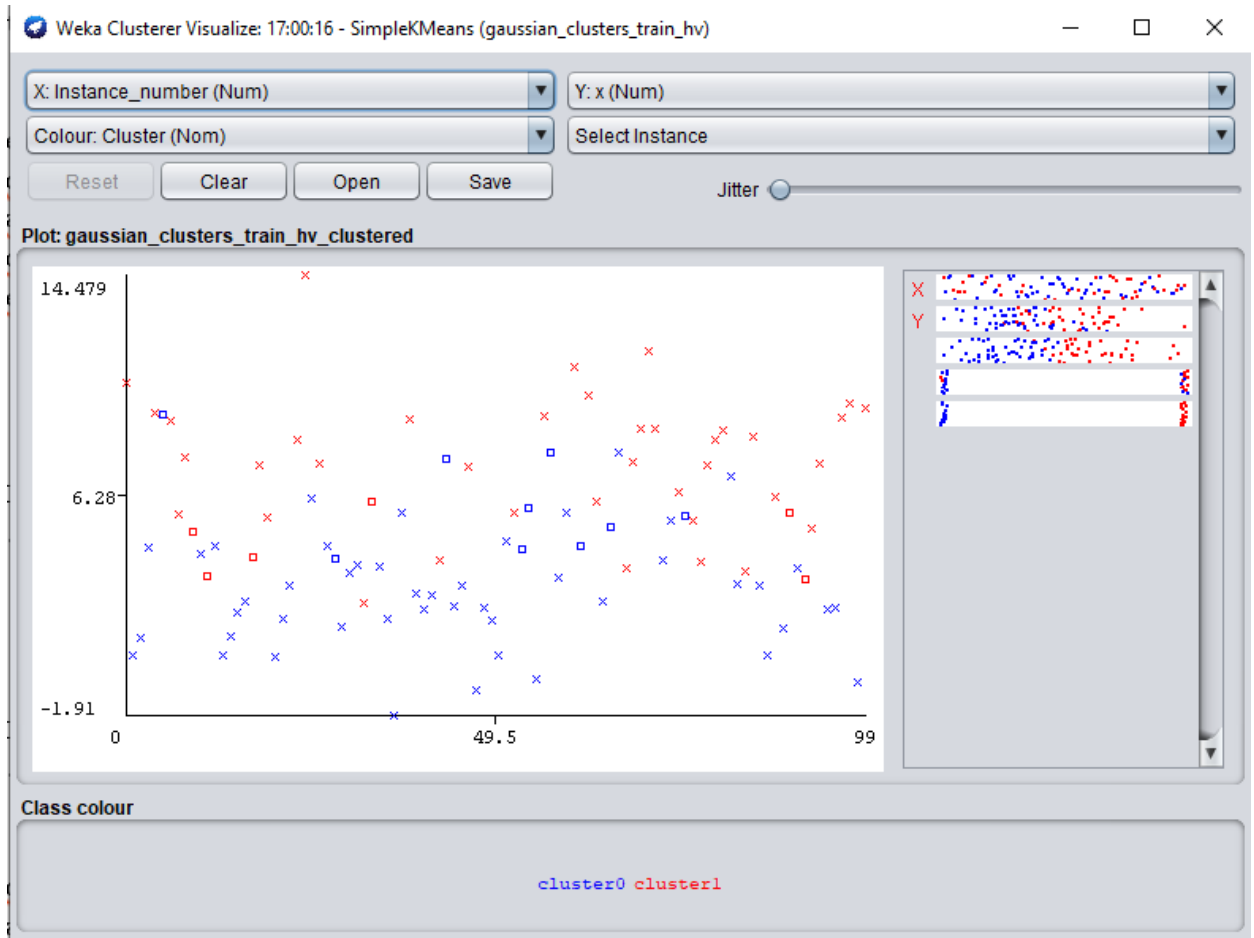 Weka Clusterer Visualize: 17:00:16 - SimpleKMeans (gaussian_clusters_train_hv)
X: Instance_number (Num)
Y: x (Num)
Colour: Cluster (Nom)
Select Instance
Reset
Clear
Open
Save
Jitter
Plot: gaussian_clusters_train_hv_clustered
14.479
6.28
-1.91
0
49.5
99
X
Y
Class colour
cluster0 cluster1